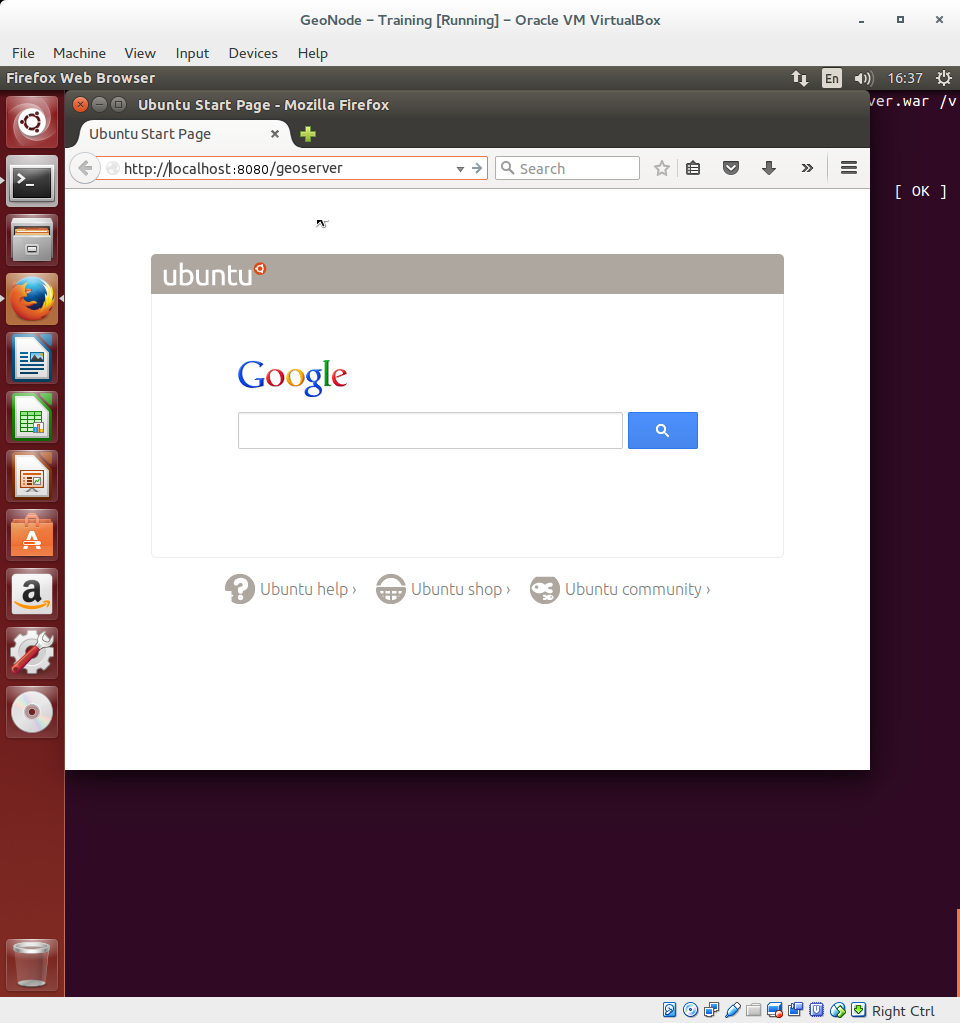 GeoNode – Training [Running] – Oracle VM VirtualBox
File Machine View Input Devices Help
Firefox Web Browser
En
16:37
ver.war /v
Ubuntu Start Page - Mozilla Firefox
Ubuntu Start Page
http://localhost:8080/geoserver
Search
[ OK ]
ubuntu
Google
Ubuntu help ›
Ubuntu shop ›
Ubuntu community ›
Right Ctrl